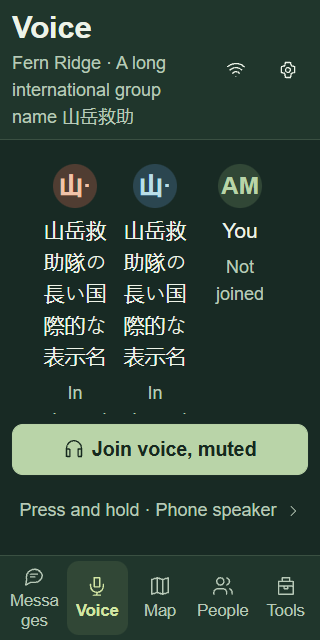 Voice
Fern Ridge · A long
international group
name 山岳救助
山· 山· AM
山岳救 山岳救 You
助隊の 助隊の Not
長い国 長い国 joined
際的な 際的な
表示名 表示名
In In
Join voice, muted
Press and hold · Phone speaker
Messa
ges
Voice Map People Tools